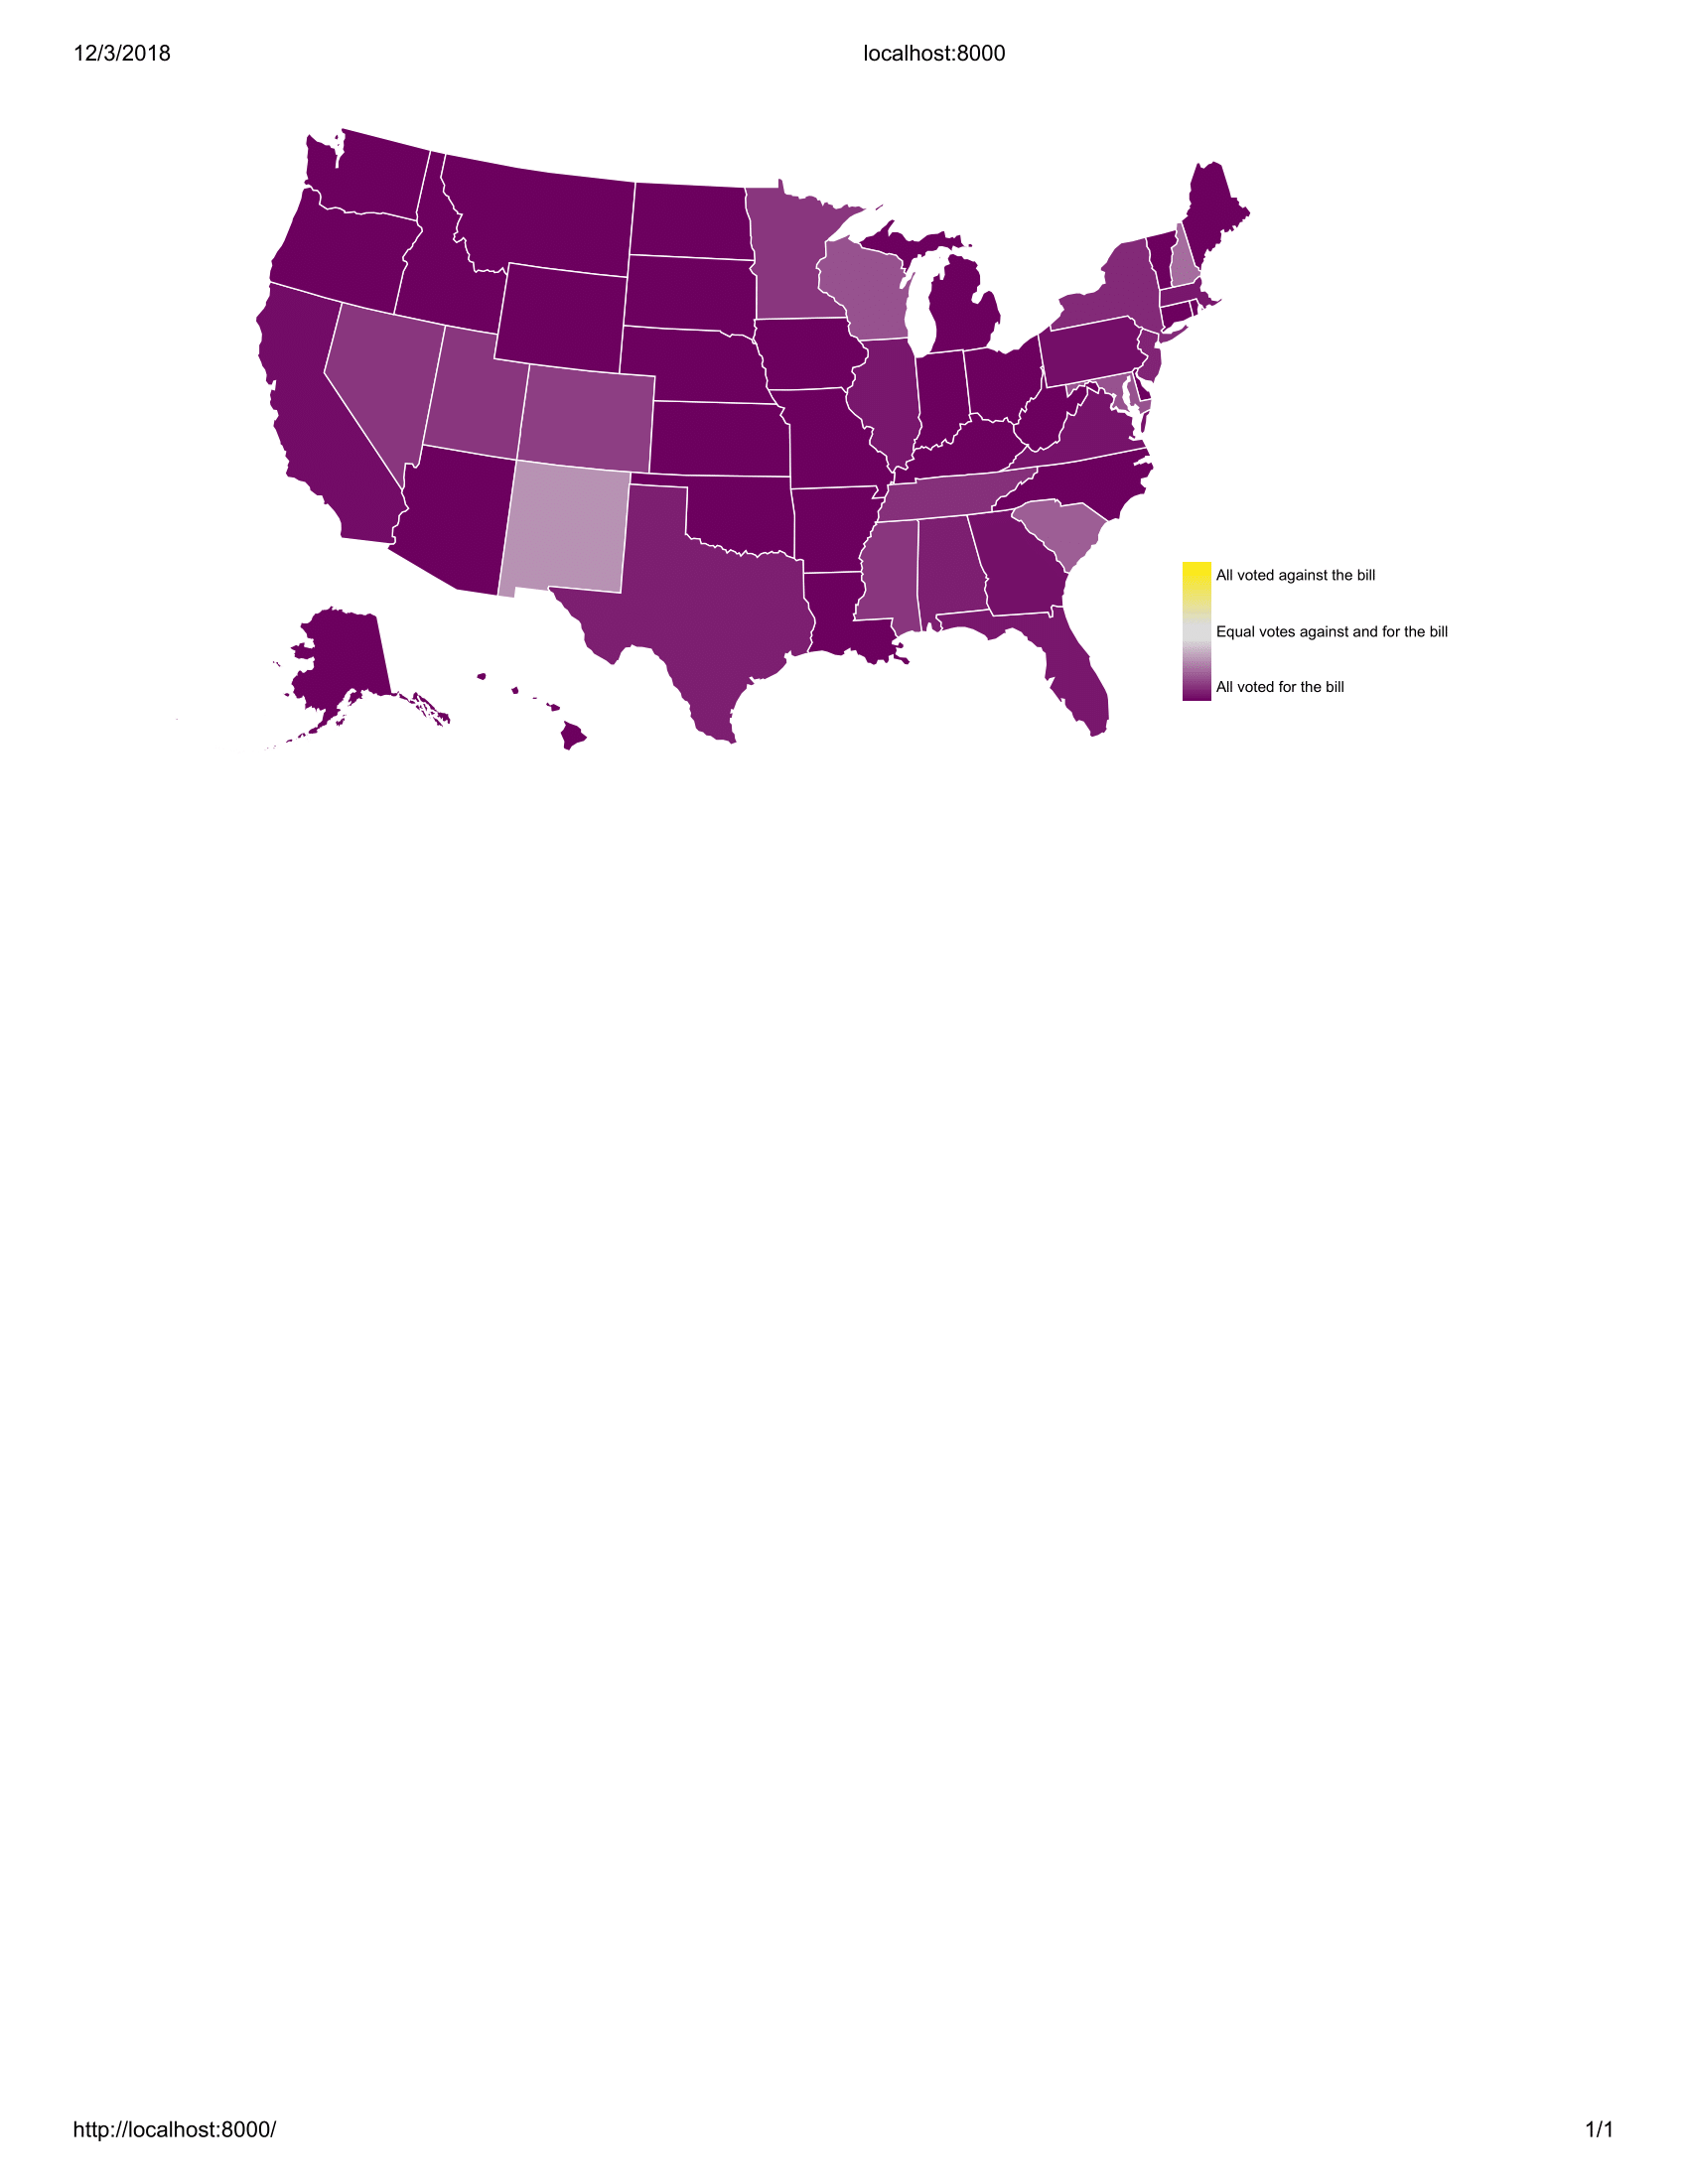 12/3/2018
localhost:8000
All voted against the bill
Equal votes against and for the bill
All voted for the bill
http://localhost:8000/
1/1